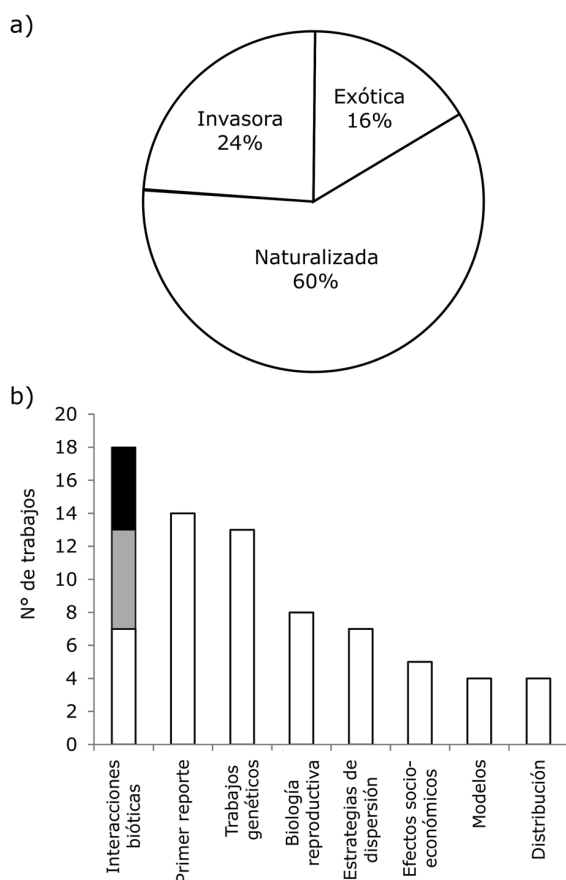 a)
Invasora
24%
Exótica
16%
Naturalizada
60%
b)
N° de trabajos
20
18
16
14
12
10
8
6
4
2
0
Interacciones
bióticas
Primer reporte
Trabajos
genéticos
Biología
reproductiva
Estrategias de
dispersión
Efectos socio-
económicos
Modelos
Distribución